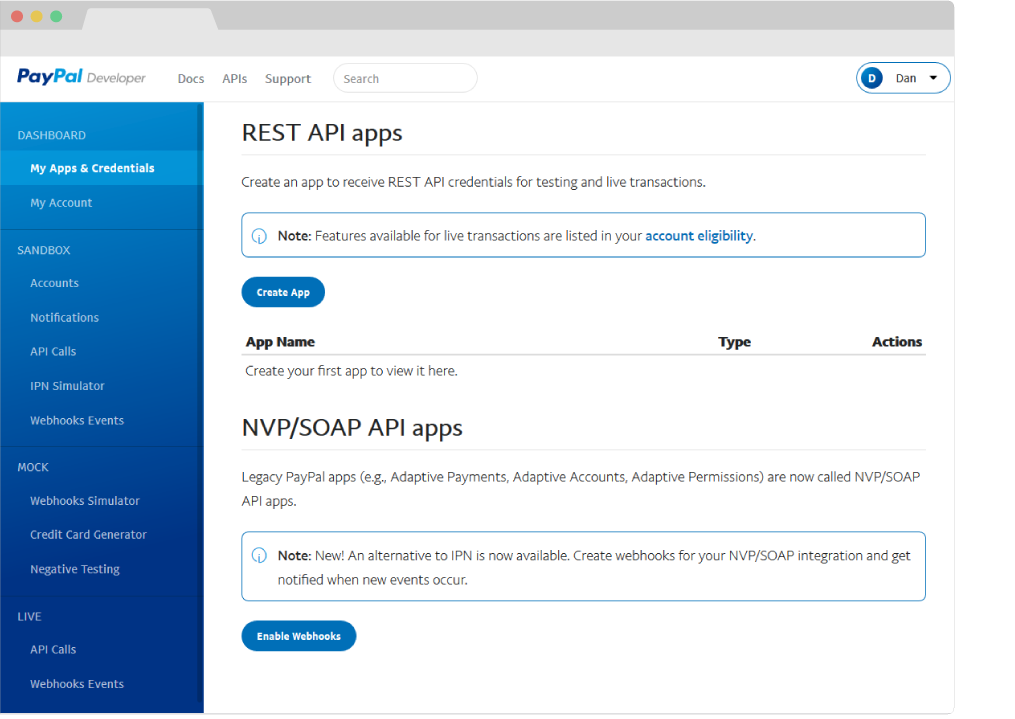 PayPal Developer Docs APIs Support Search D Dan
DASHBOARD
My Apps & Credentials
My Account
SANDBOX
Accounts
Notifications
API Calls
IPN Simulator
Webhooks Events
MOCK
Webhooks Simulator
Credit Card Generator
Negative Testing
LIVE
API Calls
Webhooks Events
REST API apps
Create an app to receive REST API credentials for testing and live transactions.
Note: Features available for live transactions are listed in your account eligibility.
Create App
App Name Type Actions
Create your first app to view it here.
NVP/SOAP API apps
Legacy PayPal apps (e.g., Adaptive Payments, Adaptive Accounts, Adaptive Permissions) are now called NVP/SOAP
API apps.
Note: New! An alternative to IPN is now available. Create webhooks for your NVP/SOAP integration and get
notified when new events occur.
Enable Webhooks